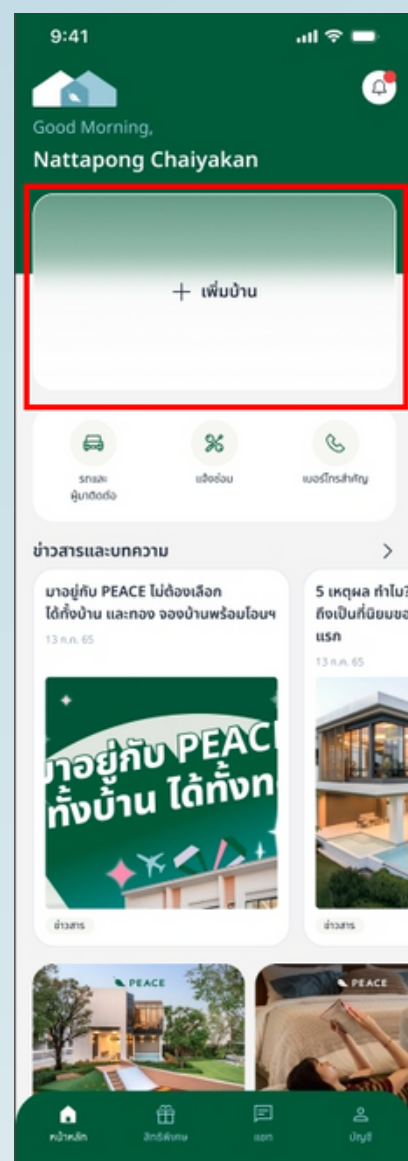 9:41
Good Morning,
Nattapong Chaiyakan
+ เพิ่มบ้าน
รถและ
ผู้มาติดต่อ
แจ้งซ่อม
เบอร์โทรสำคัญ
ข่าวสารและบทความ
มาอยู่กับ PEACE ไม่ต้องเลือก
ได้ทั้งบ้าน และทอง จองบ้านพร้อมโอนฯ
13 ก.ค. 65
มาอยู่กับ PEAC
ทั้งบ้าน ได้ทั้งท
ข่าวสาร
5 เหตุผล ทำไม?
ถึงเป็นที่นิยมขอ
แรก
13 ก.ค. 65
ข่าวสาร
PEACE
PEACE
หน้าหลัก
สิทธิพิเศษ
แชท
บัญชี